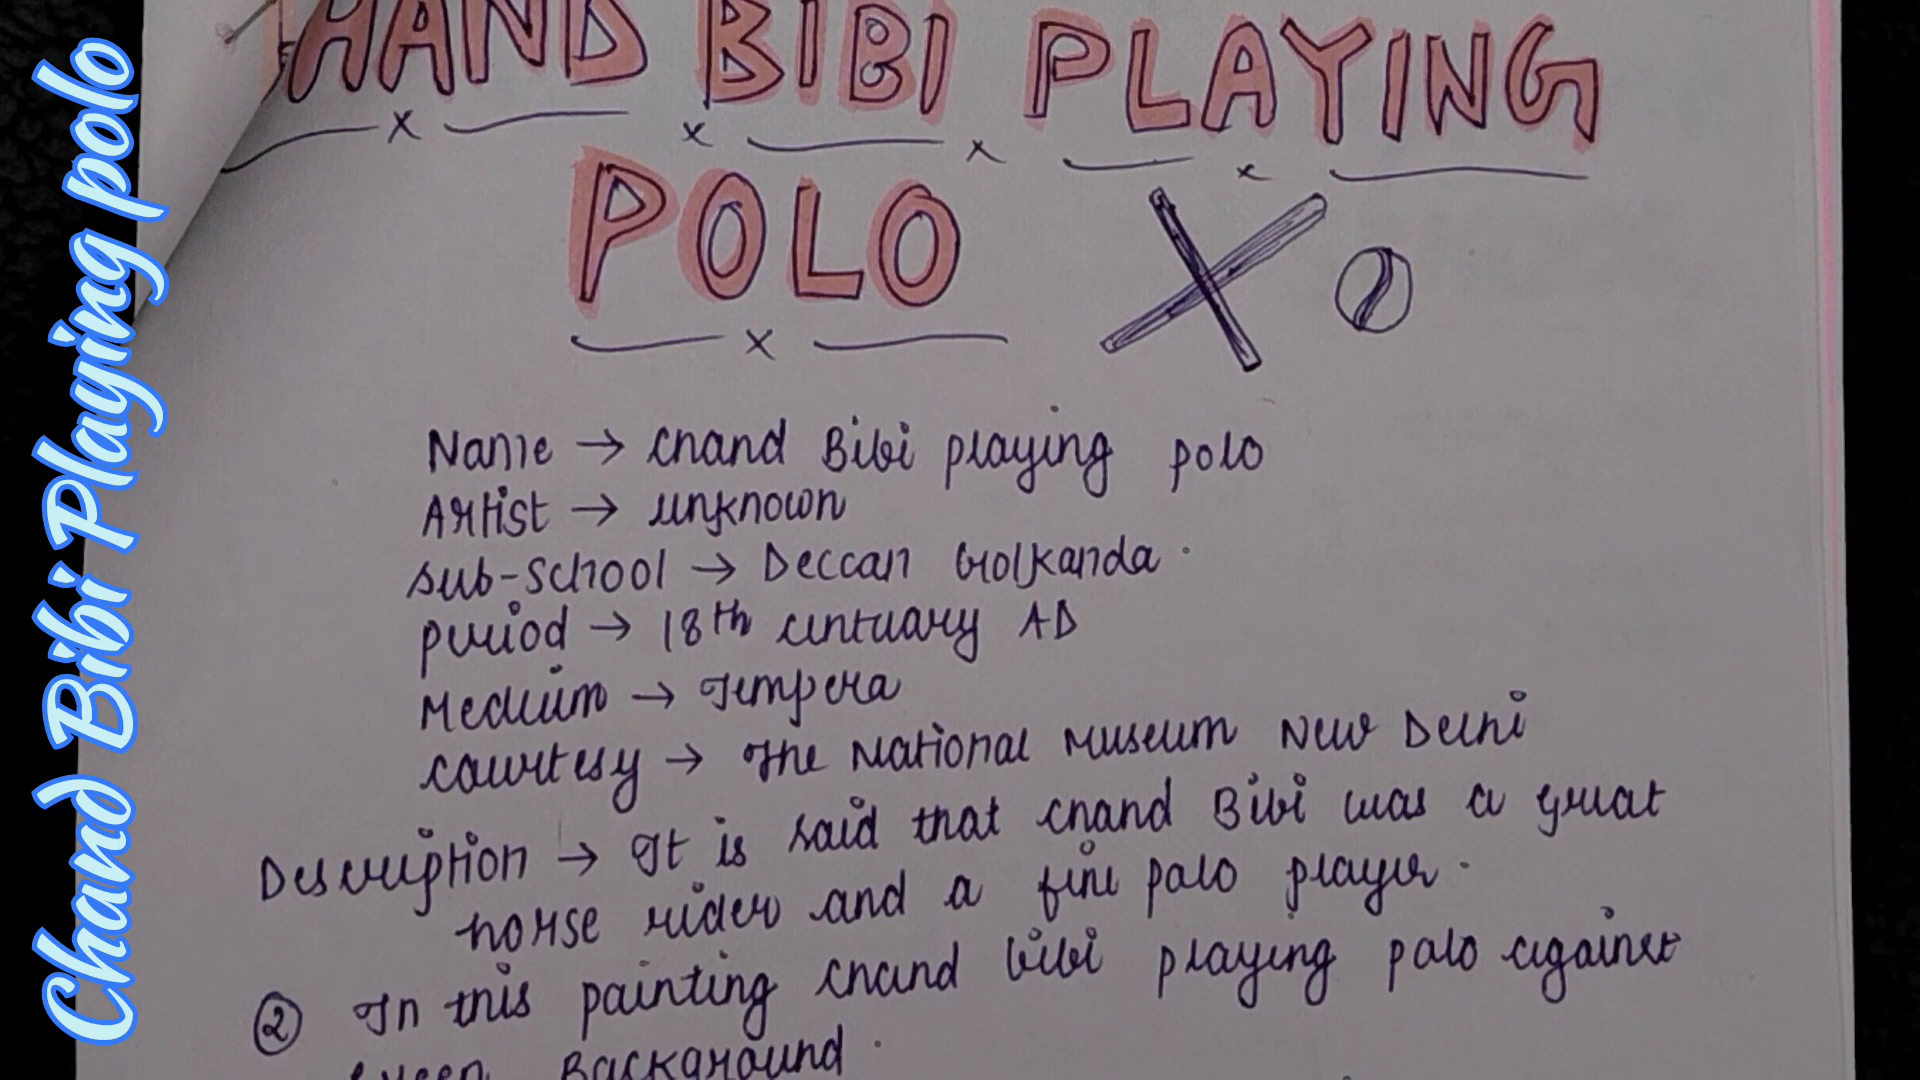 Chand Bibi Playing polo
HAND BIBI PLAYING
POLO
Name → Chand Bibi playing polo
Artist → unknown
sub-school → Deccan Golkanda.
period → 18th centuary AD
Medium → Tempera
courtesy → The National Museum New Delhi
Description → It is said that chand Bibi was a great
horse rider and a fine polo player.
② In this painting chand bibi playing polo against
Background.